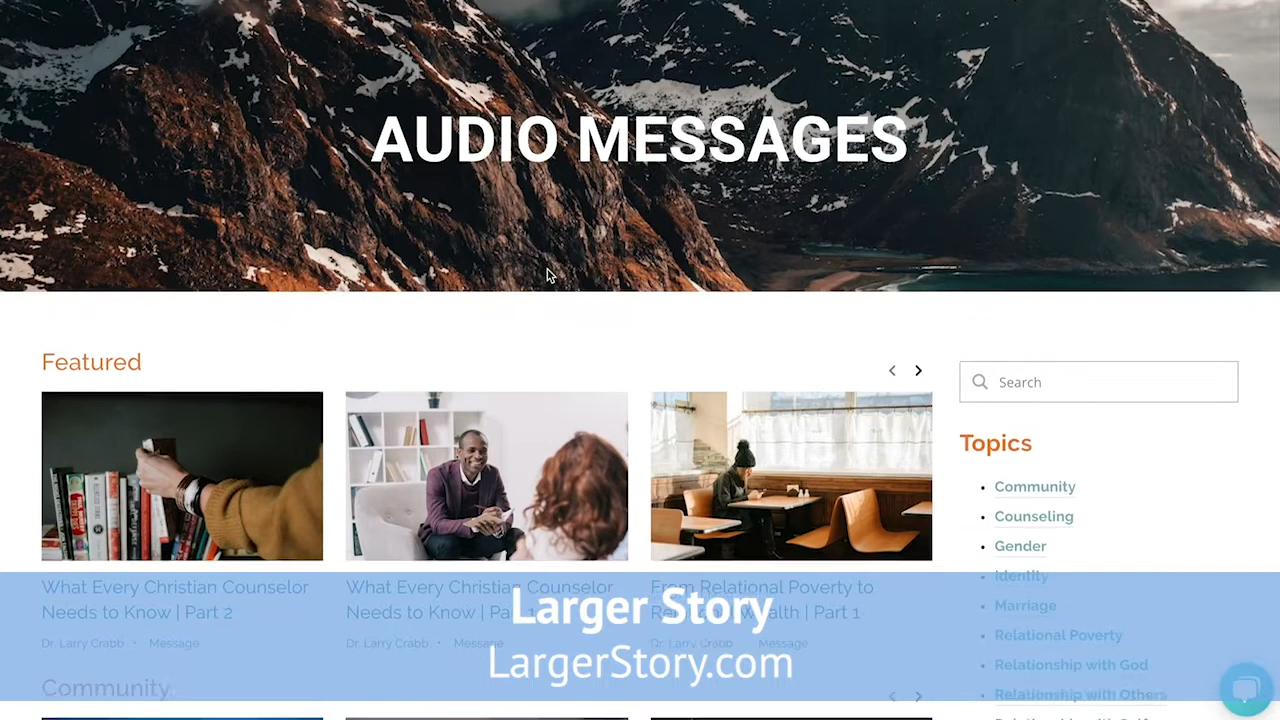 AUDIO MESSAGES
Featured
Search
Topics
Community
Counseling
Gender
Identity
Marriage
Relational Poverty
Relationship with God
Relationship with Others
What Every Christian Counselor
Needs to Know | Part 2
Dr. Larry Crabb • Message
What Every Christian Counselor
Needs to Know | Part 1
Dr. Larry Crabb • Message
From Relational Poverty to
Relational Wealth | Part 1
Dr. Larry Crabb Message
Larger Story
LargerStory.com
Community